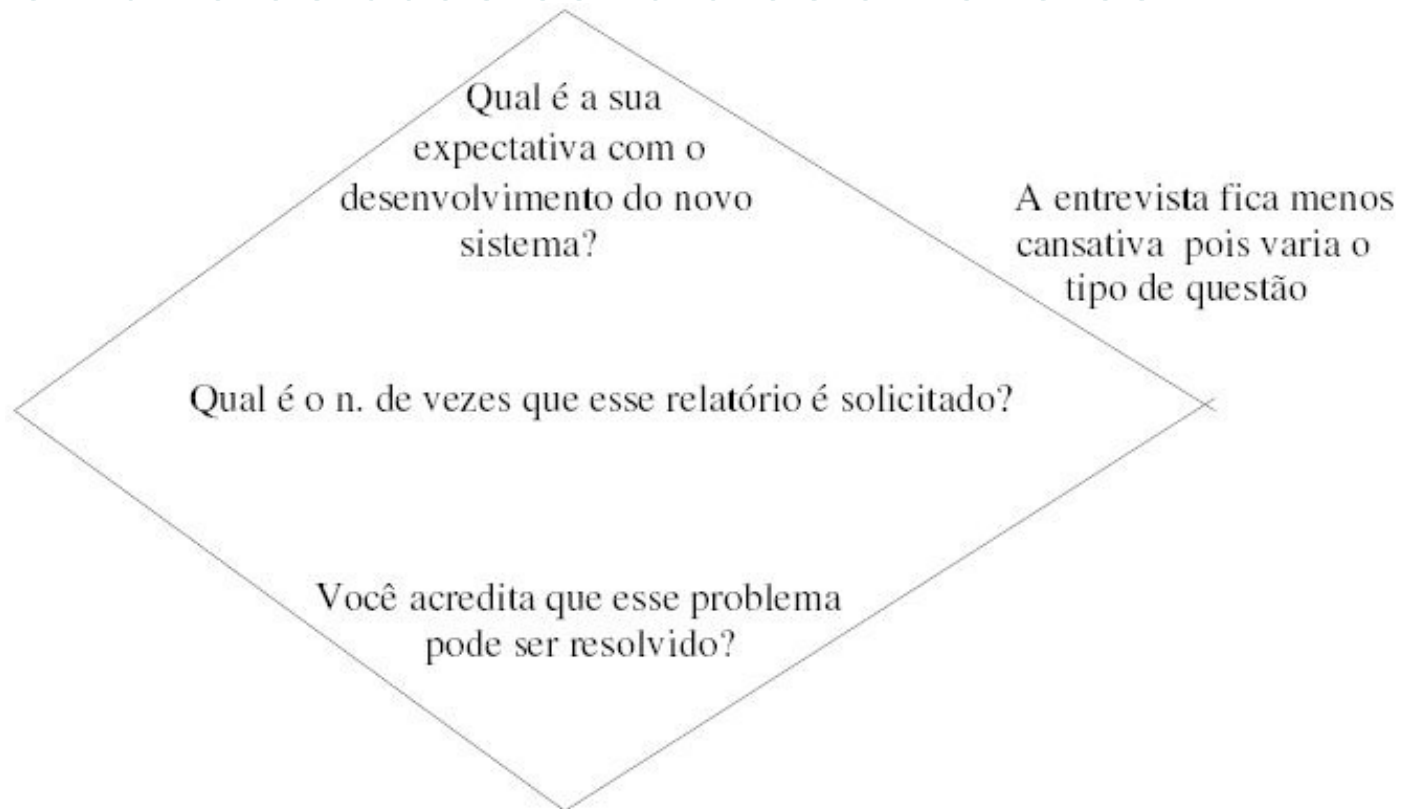 Qual é a sua
expectativa com o
desenvolvimento do novo
sistema?
A entrevista fica menos
cansativa pois varia o
tipo de questão
Qual é o n. de vezes que esse relatório é solicitado?
Você acredita que esse problema
pode ser resolvido?